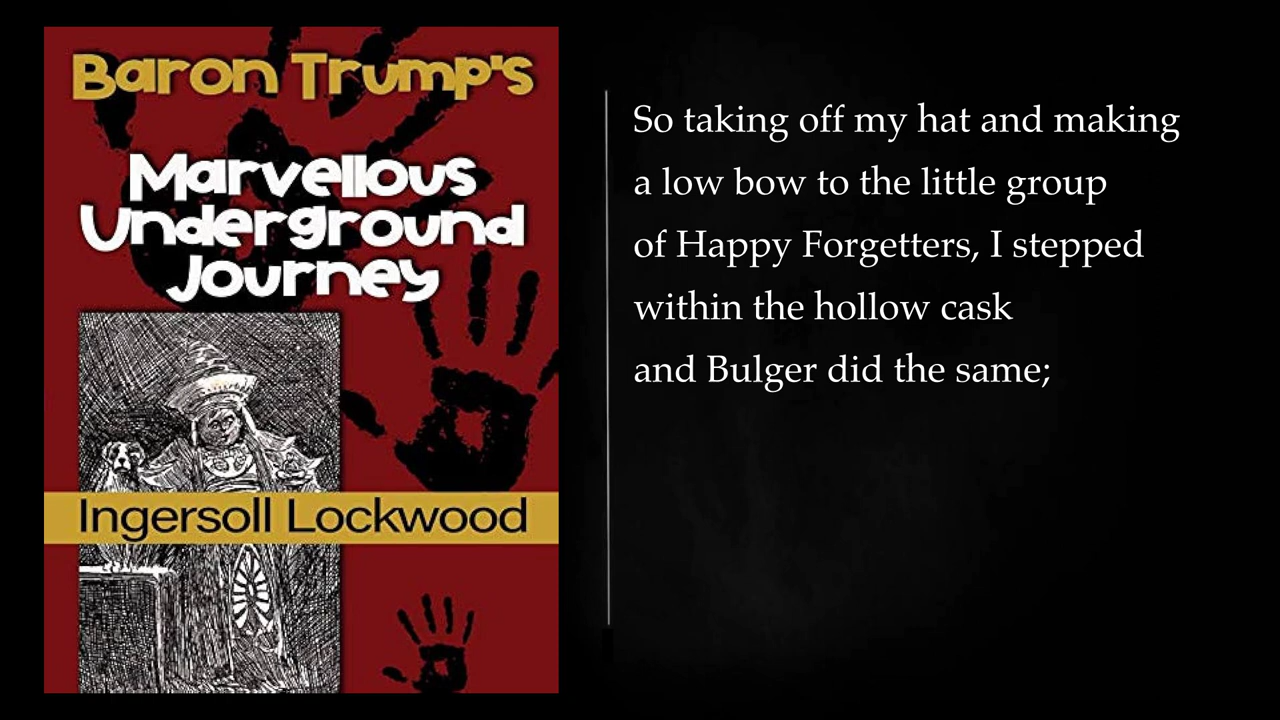 Baron Trump's
Marvellous
Underground
Journey
Ingersoll Lockwood
So taking off my hat and making
a low bow to the little group
of Happy Forgetters, I stepped
within the hollow cask
and Bulger did the same;